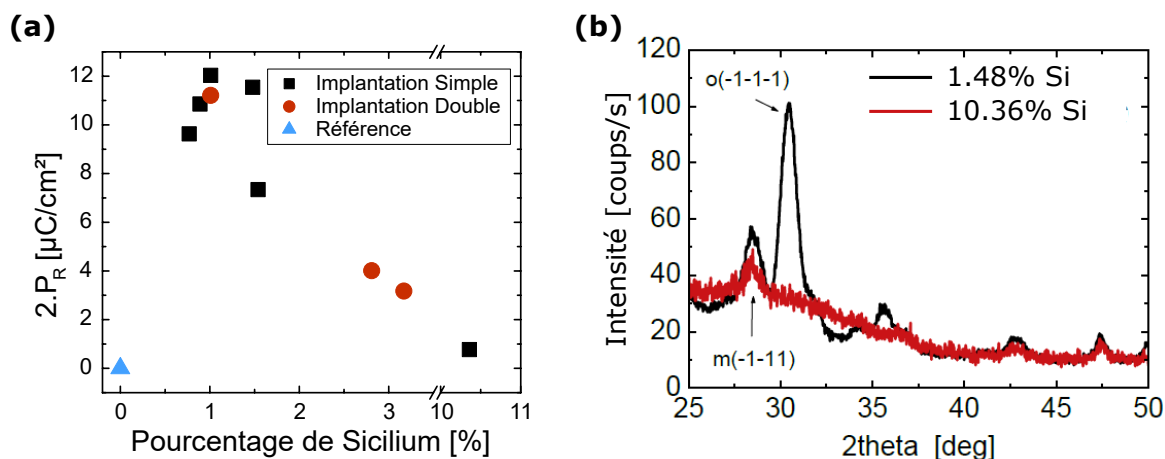 (a)
12
10
8
6
4
2
0
2.P_R [µC/cm²]
Implantation Simple
Implantation Double
Référence
0
1
2
3
10
11
Pourcentage de Sicilium [%]
(b)
120
100
80
60
40
20
0
Intensité [coups/s]
o(-1-1-1)
1.48% Si
10.36% Si
m(-1-11)
25
30
35
40
45
50
2theta [deg]